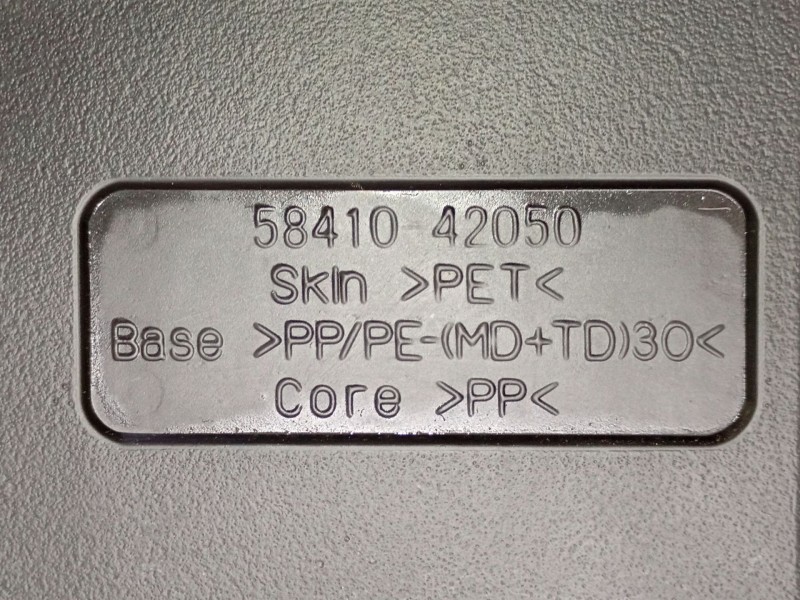 58410 42050
Skin >PET<
Base >PP/PE-(MD+TD)30<
Core >PP<